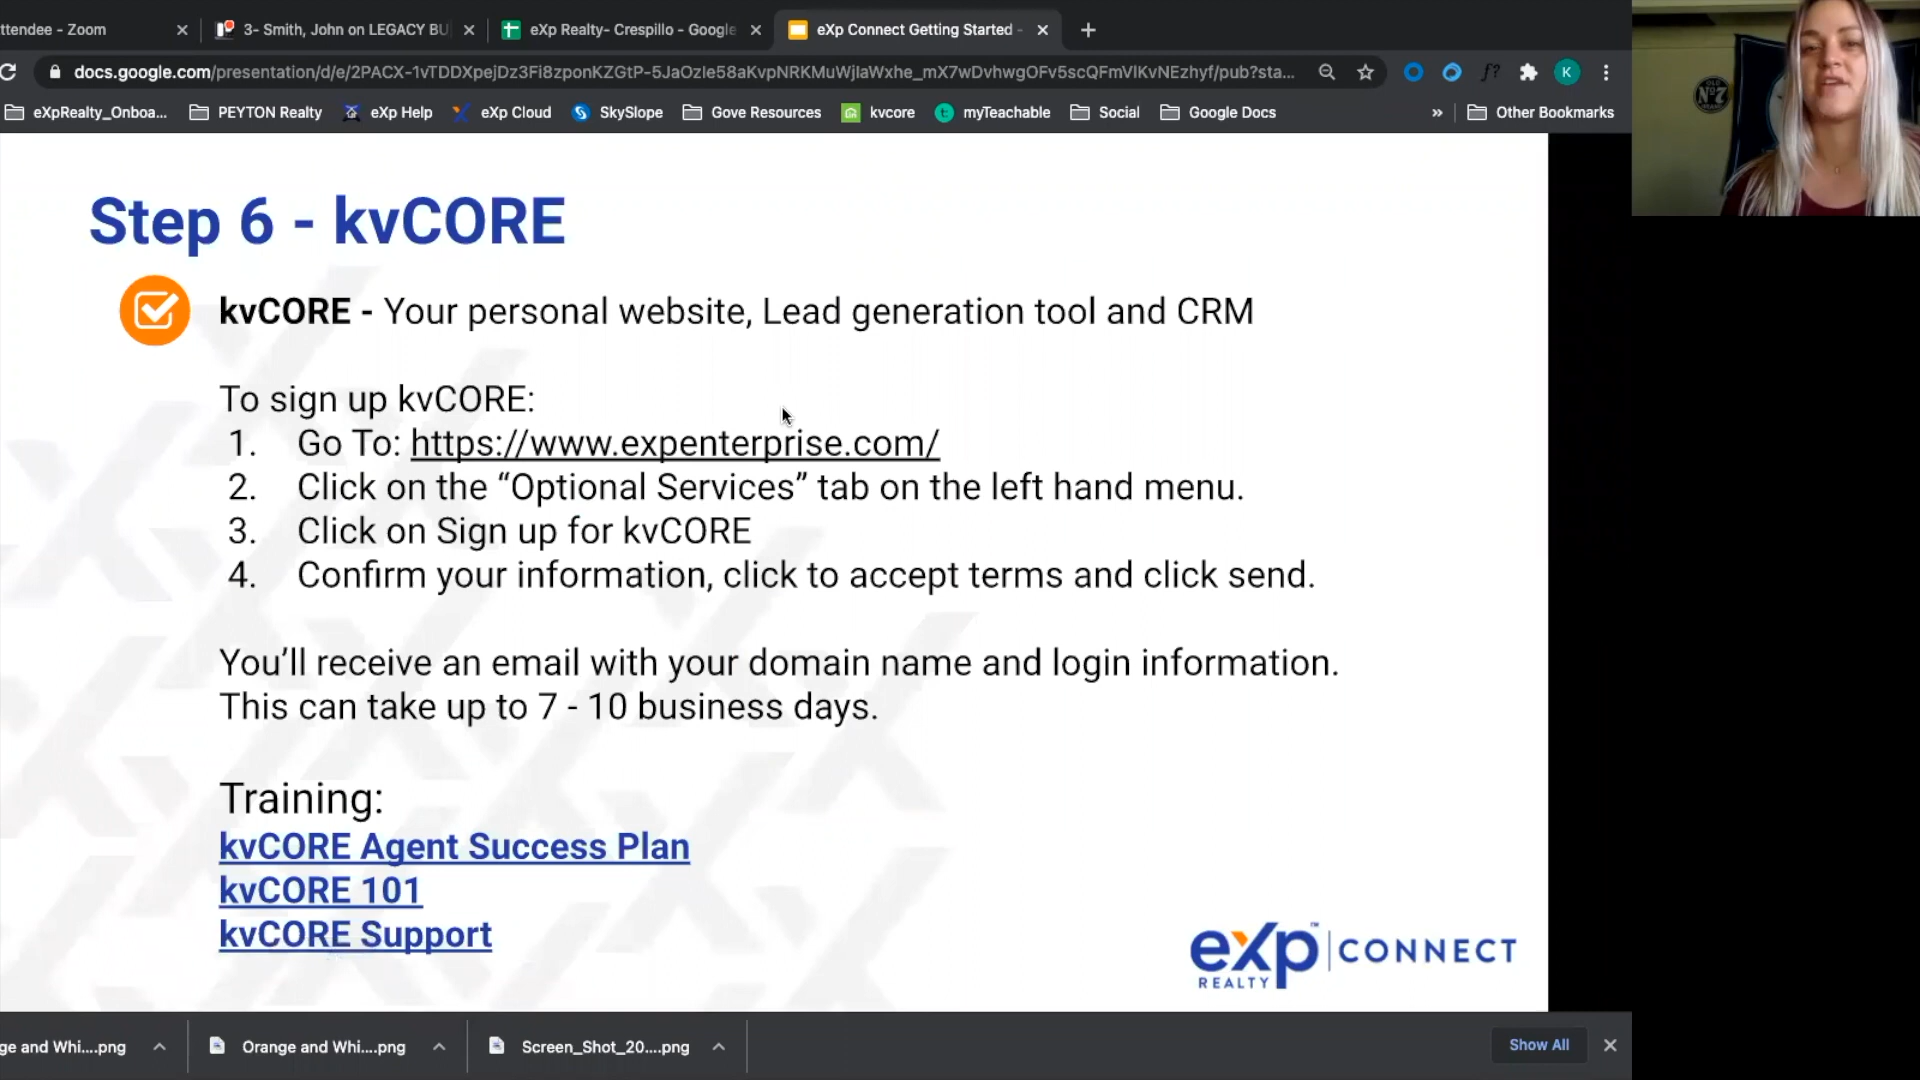 ttendee - Zoom
3- Smith, John on LEGACY BU
eXp Realty- Crespillo - Google
eXp Connect Getting Started -
docs.google.com/presentation/d/e/2PACX-1vTDDXpejDz3Fi8zponKZGtP-5JaOzle58aKvpNRKMuWjlaWxhe_mX7wDvhwgOFv5scQFmVlKvNEzhyf/pub?sta...
f?
K
eXpRealty_Onboa...
PEYTON Realty
eXp Help
eXp Cloud
SkySlope
Gove Resources
kvcore
myTeachable
Social
Google Docs
»
Other Bookmarks
Nº7
Step 6 - kvCORE
kvCORE - Your personal website, Lead generation tool and CRM
To sign up kvCORE:
1. Go To: https://www.expenterprise.com/
2. Click on the “Optional Services” tab on the left hand menu.
3. Click on Sign up for kvCORE
4. Confirm your information, click to accept terms and click send.
You’ll receive an email with your domain name and login information.
This can take up to 7 - 10 business days.
Training:
kvCORE Agent Success Plan
kvCORE 101
kvCORE Support
eXp REALTY ™ | CONNECT
ge and Whi....png
Orange and Whi....png
Screen_Shot_20....png
Show All